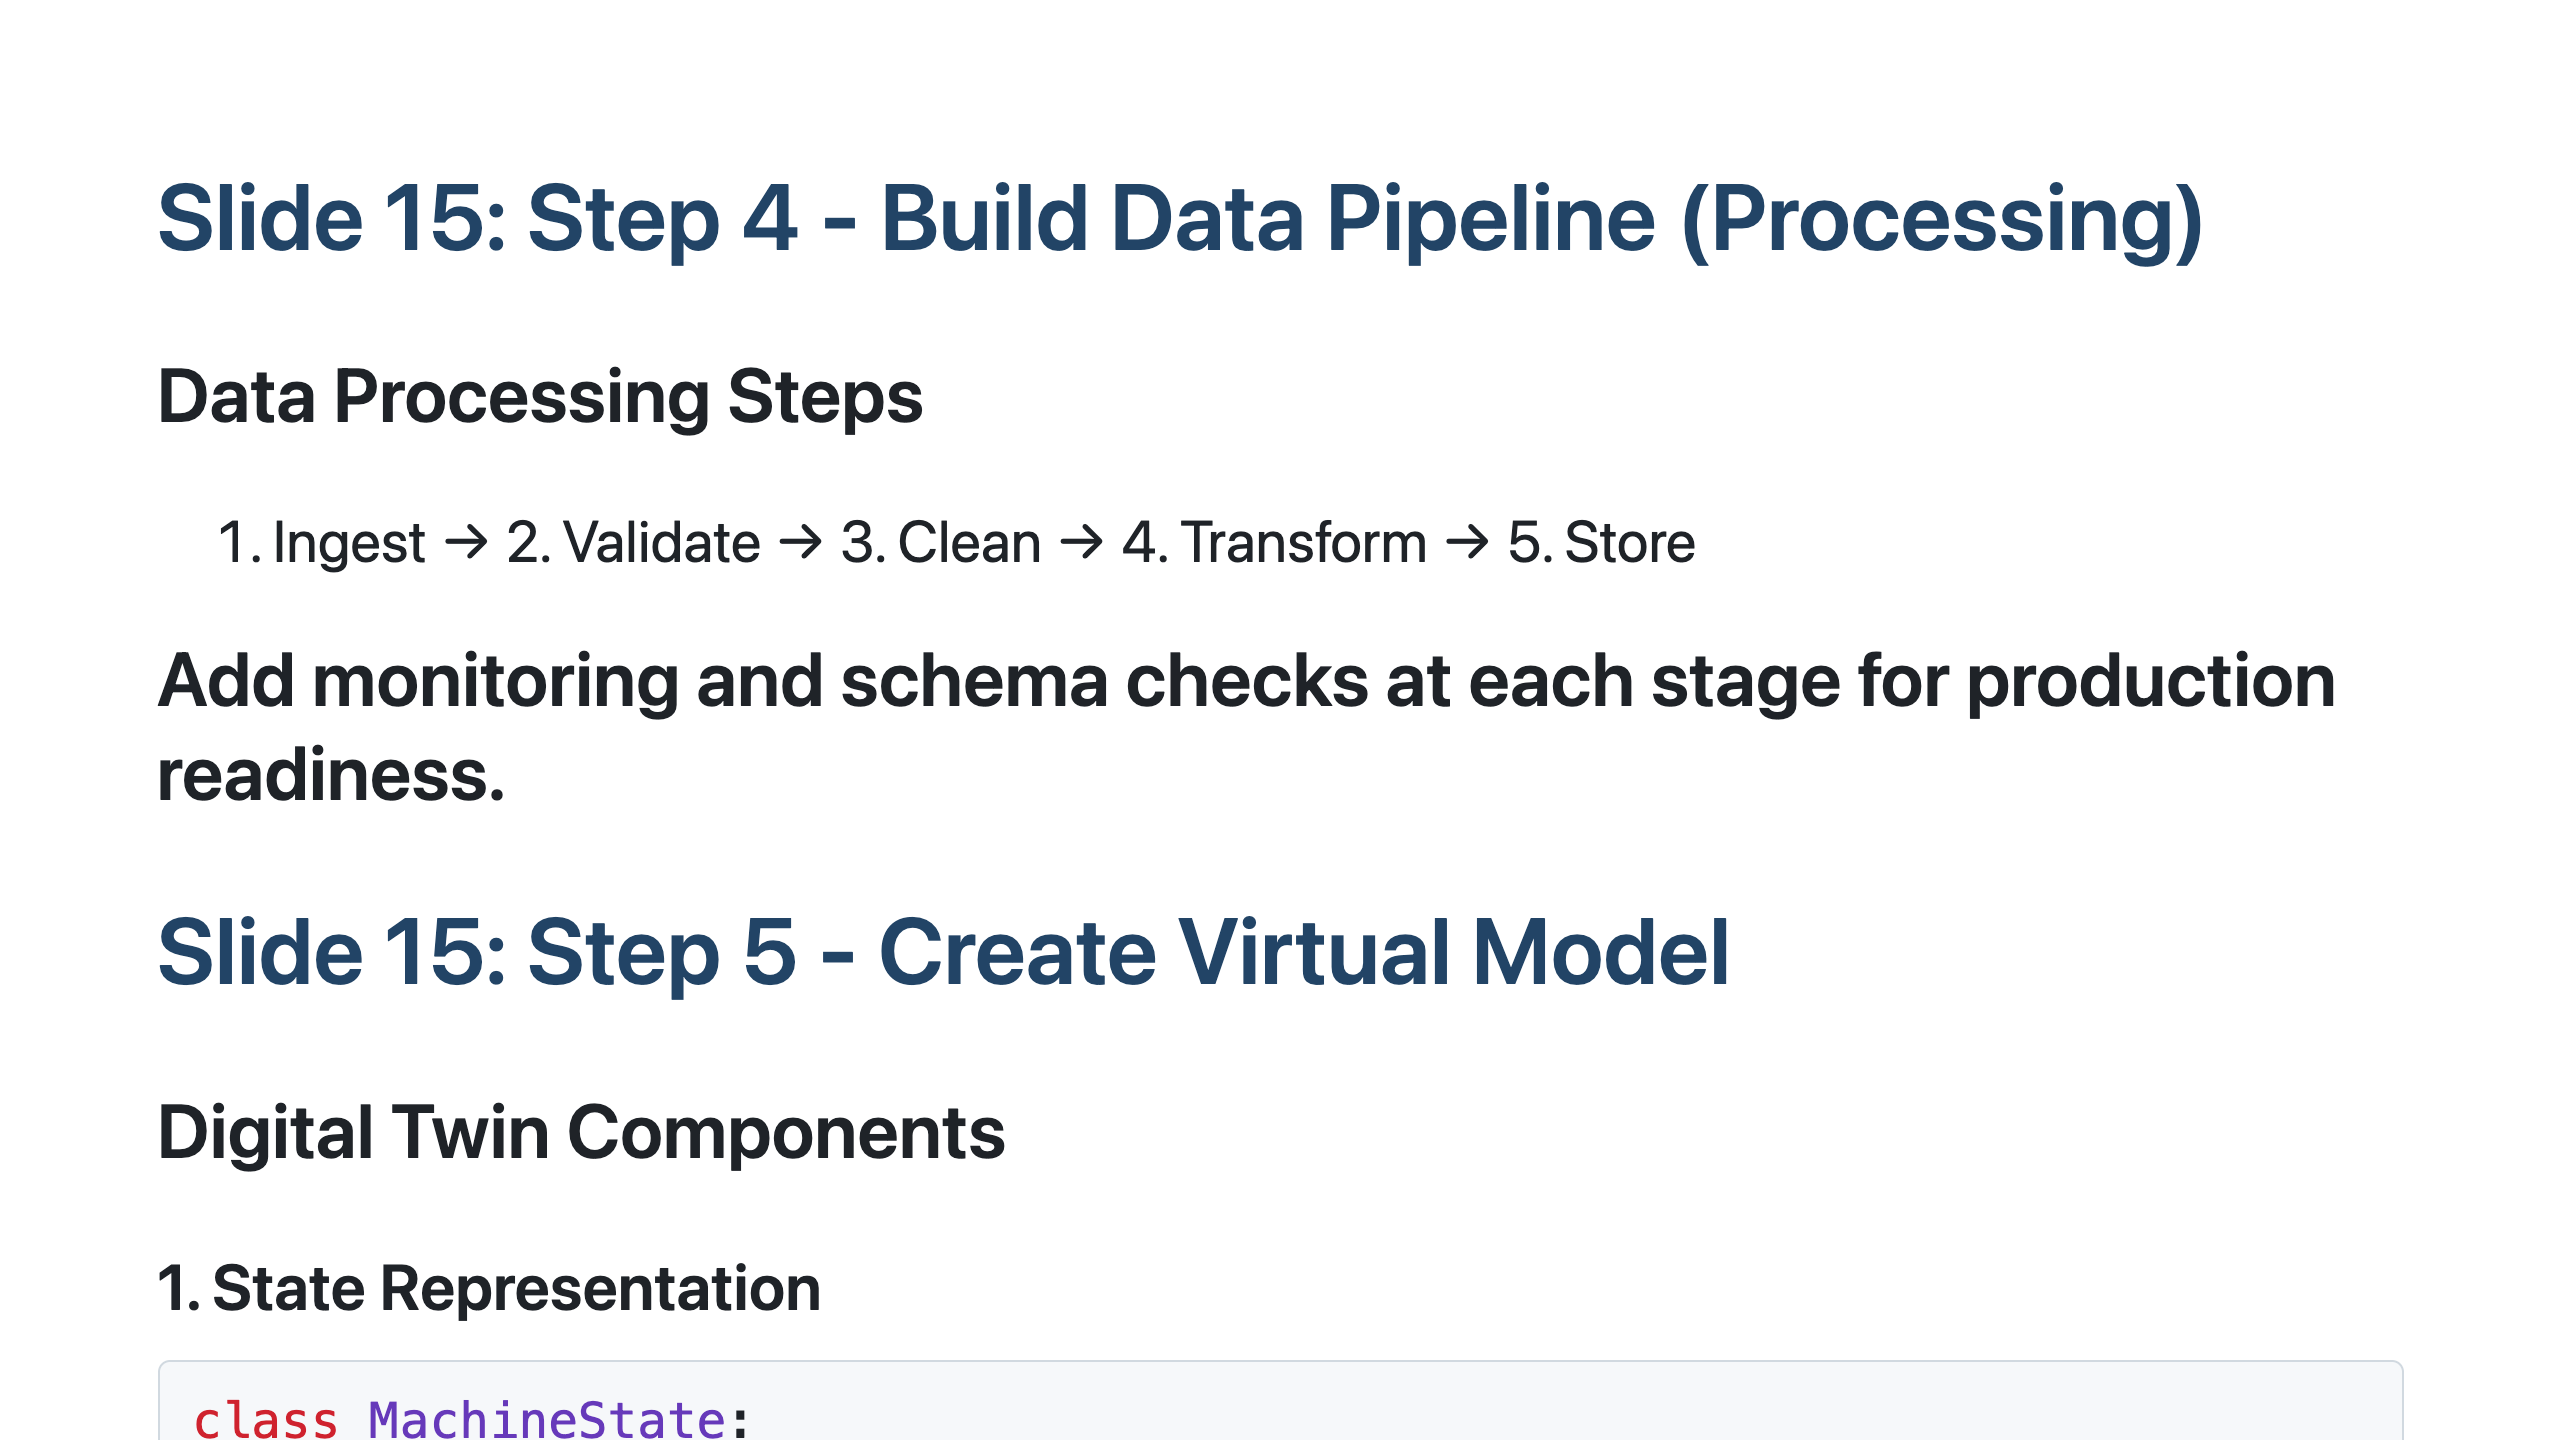 Slide 15: Step 4 - Build Data Pipeline (Processing)
Data Processing Steps
1. Ingest → 2. Validate → 3. Clean → 4. Transform → 5. Store
Add monitoring and schema checks at each stage for production
readiness.
Slide 15: Step 5 - Create Virtual Model
Digital Twin Components
1. State Representation
class MachineState: